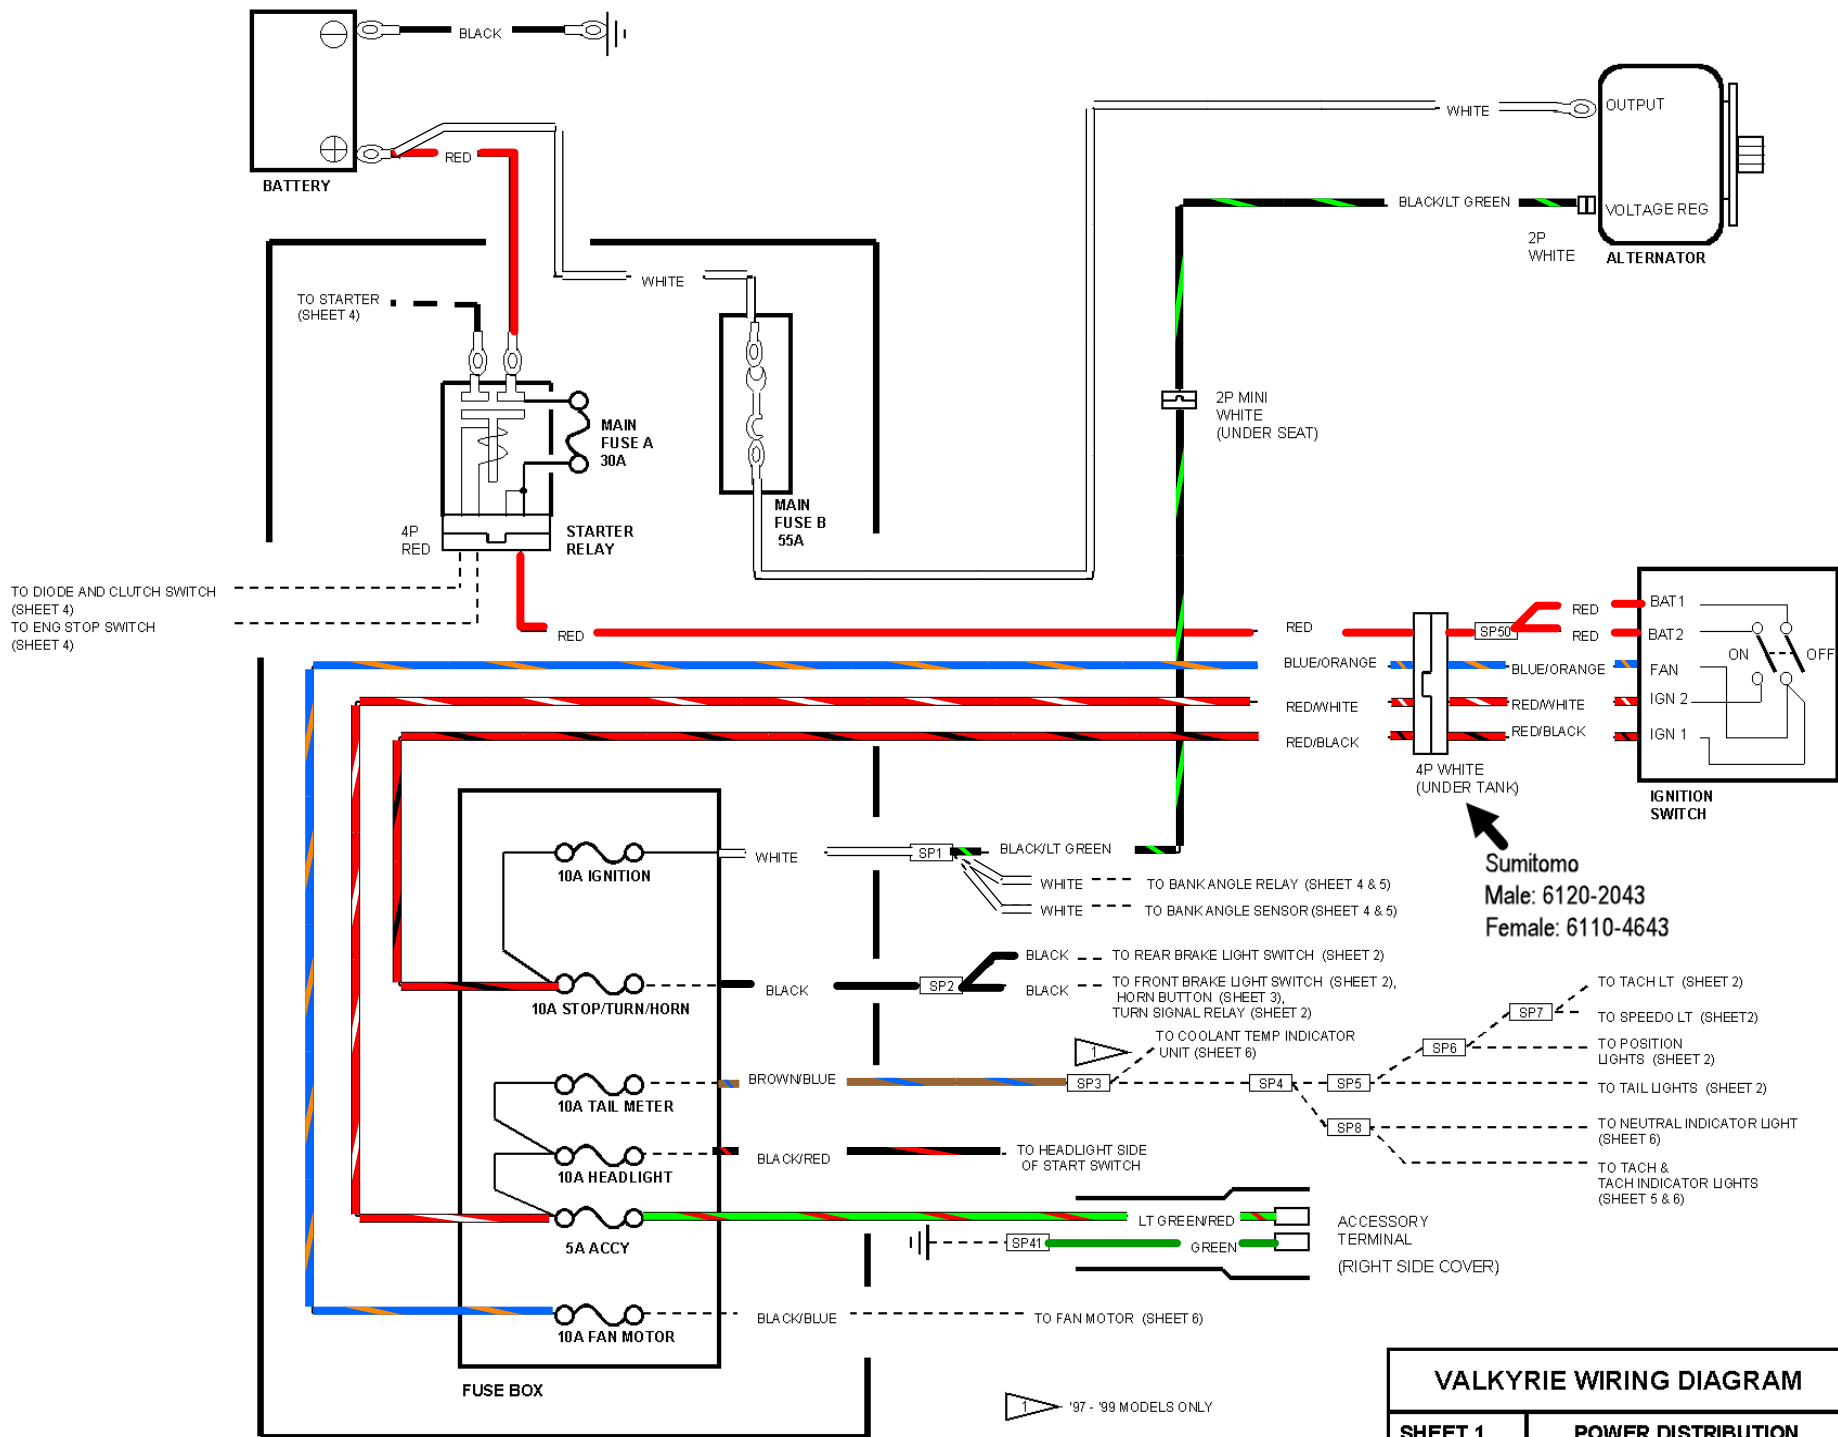 BLACK
BATTERY
RED
WHITE
OUTPUT
VOLTAGE REG
ALTERNATOR
BLACK/LT GREEN
2P
WHITE
TO STARTER
(SHEET 4)
WHITE
MAIN
FUSE A
30A
MAIN
FUSE B
55A
2P MINI
WHITE
(UNDER SEAT)
4P
RED
STARTER
RELAY
TO DIODE AND CLUTCH SWITCH
(SHEET 4)
TO ENG STOP SWITCH
(SHEET 4)
RED
RED
SP50
RED
RED
BAT1
BAT2
FAN
IGN 2
IGN 1
ON
OFF
BLUE/ORANGE
BLUE/ORANGE
RED/WHITE
RED/WHITE
RED/BLACK
RED/BLACK
4P WHITE
(UNDER TANK)
IGNITION
SWITCH
Sumitomo
Male: 6120-2043
Female: 6110-4643
10A IGNITION
WHITE
SP1
BLACK/LT GREEN
WHITE
TO BANK ANGLE RELAY (SHEET 4 & 5)
WHITE
TO BANK ANGLE SENSOR (SHEET 4 & 5)
10A STOP/TURN/HORN
BLACK
SP2
BLACK
TO REAR BRAKE LIGHT SWITCH (SHEET 2)
BLACK
TO FRONT BRAKE LIGHT SWITCH (SHEET 2),
HORN BUTTON (SHEET 3),
TURN SIGNAL RELAY (SHEET 2)
1
TO COOLANT TEMP INDICATOR
UNIT (SHEET 6)
10A TAIL METER
BROWN/BLUE
SP3
SP4
SP5
SP6
SP7
SP8
TO TACH LT (SHEET 2)
TO SPEEDO LT (SHEET2)
TO POSITION
LIGHTS (SHEET 2)
TO TAIL LIGHTS (SHEET 2)
TO NEUTRAL INDICATOR LIGHT
(SHEET 6)
TO TACH &
TACH INDICATOR LIGHTS
(SHEET 5 & 6)
10A HEADLIGHT
BLACK/RED
TO HEADLIGHT SIDE
OF START SWITCH
5A ACCY
LT GREEN/RED
SP41
GREEN
ACCESSORY
TERMINAL
(RIGHT SIDE COVER)
10A FAN MOTOR
BLACK/BLUE
TO FAN MOTOR (SHEET 6)
FUSE BOX
1
'97 - '99 MODELS ONLY
VALKYRIE WIRING DIAGRAM
SHEET 1
POWER DISTRIBUTION